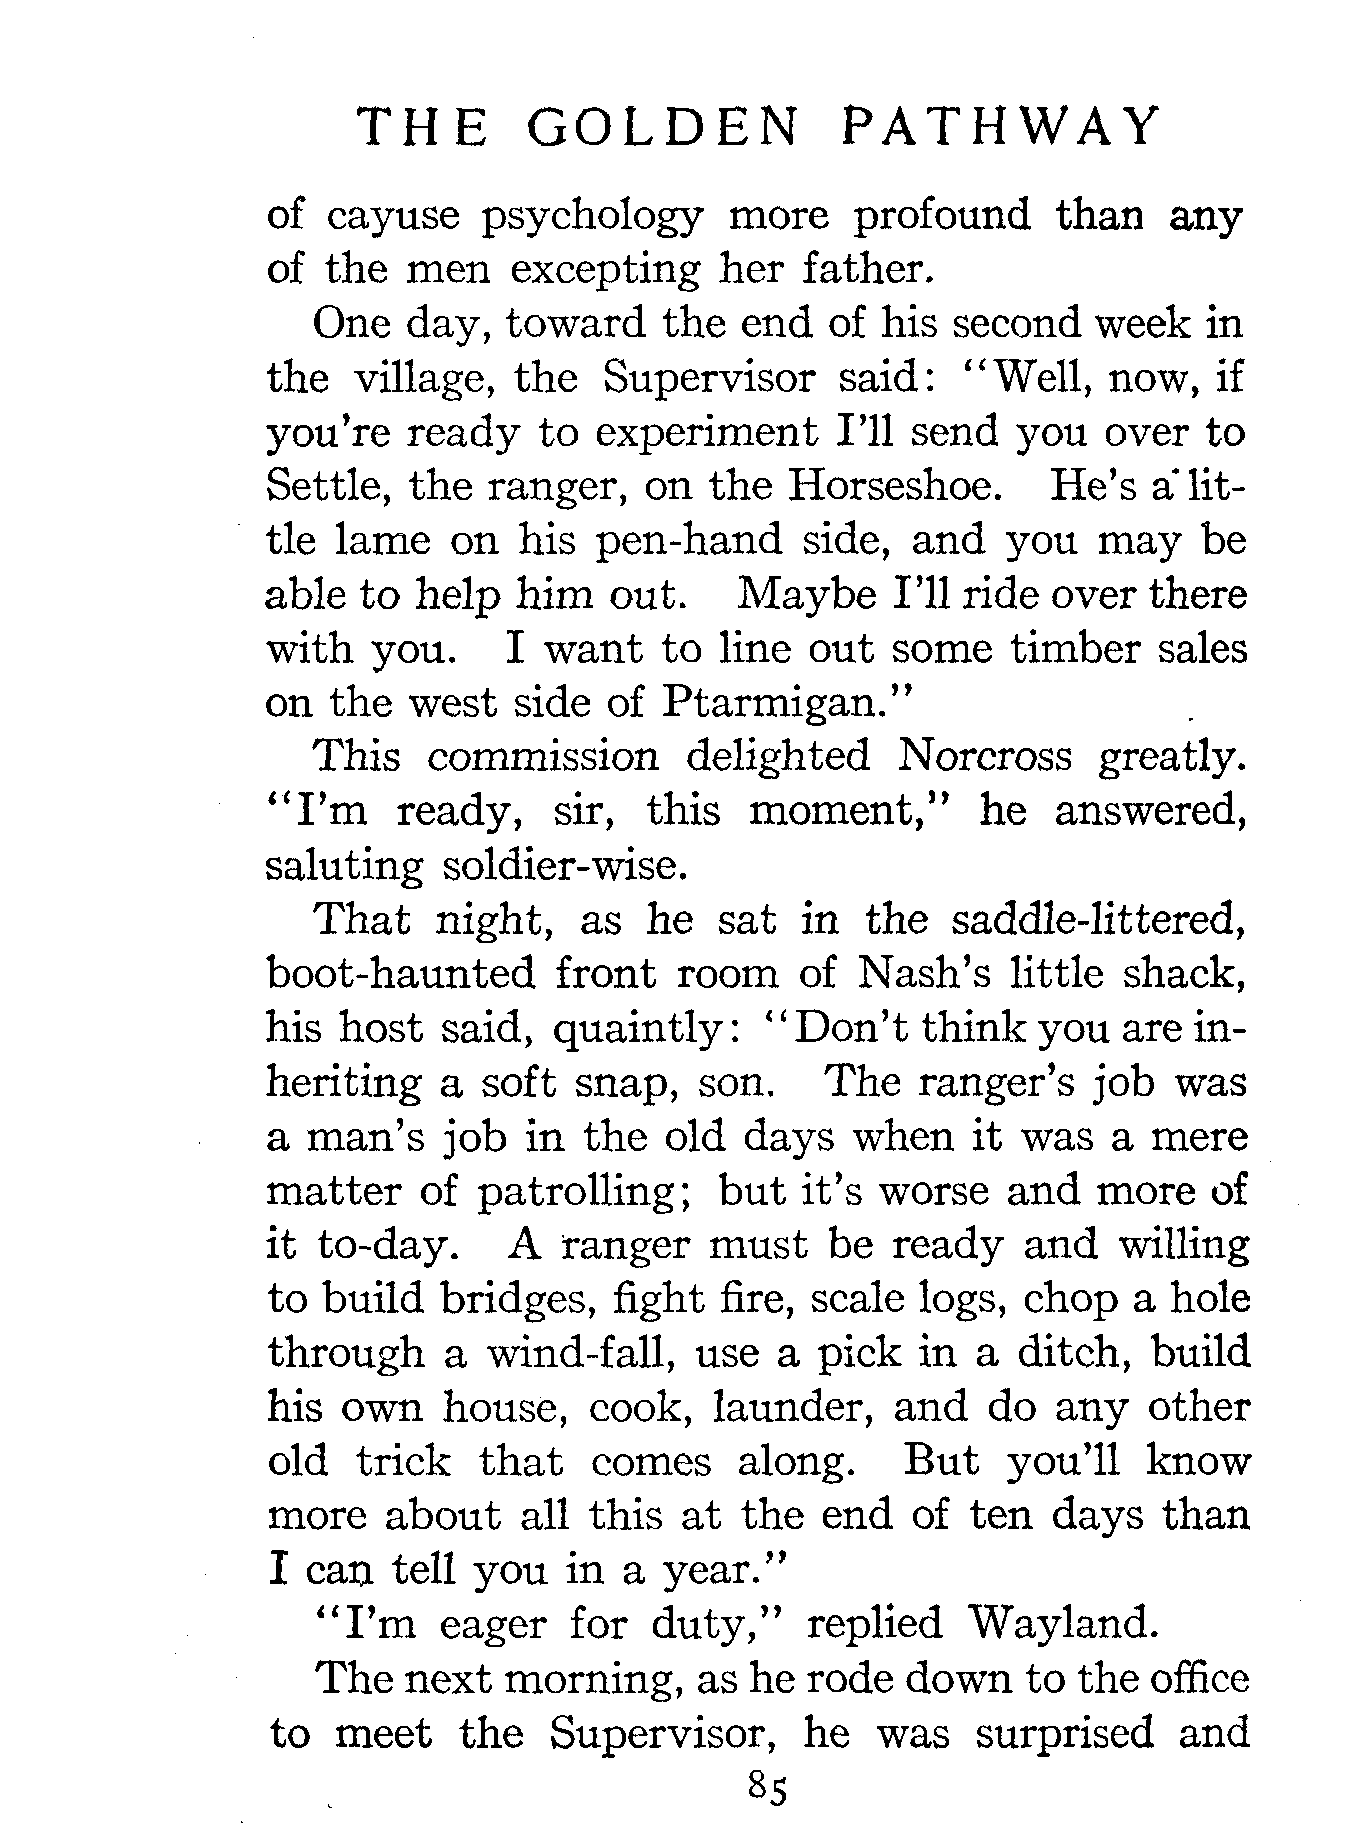 THE GOLDEN PATHWAY
of cayuse psychology more profound than any
of the men excepting her father.
One day, toward the end of his second week in
the village, the Supervisor said: "Well, now, if
you're ready to experiment I'll send you over to
Settle, the ranger, on the Horseshoe. He's a lit-
tle lame on his pen-hand side, and you may be
able to help him out. Maybe I'll ride over there
with you. I want to line out some timber sales
on the west side of Ptarmigan."
This commission delighted Norcross greatly.
"I'm ready, sir, this moment," he answered,
saluting soldier-wise.
That night, as he sat in the saddle-littered,
boot-haunted front room of Nash's little shack,
his host said, quaintly: "Don't think you are in-
heriting a soft snap, son. The ranger's job was
a man's job in the old days when it was a mere
matter of patrolling; but it's worse and more of
it to-day. A ranger must be ready and willing
to build bridges, fight fire, scale logs, chop a hole
through a wind-fall, use a pick in a ditch, build
his own house, cook, launder, and do any other
old trick that comes along. But you'll know
more about all this at the end of ten days than
I can tell you in a year."
"I'm eager for duty," replied Wayland.
The next morning, as he rode down to the office
to meet the Supervisor, he was surprised and
85